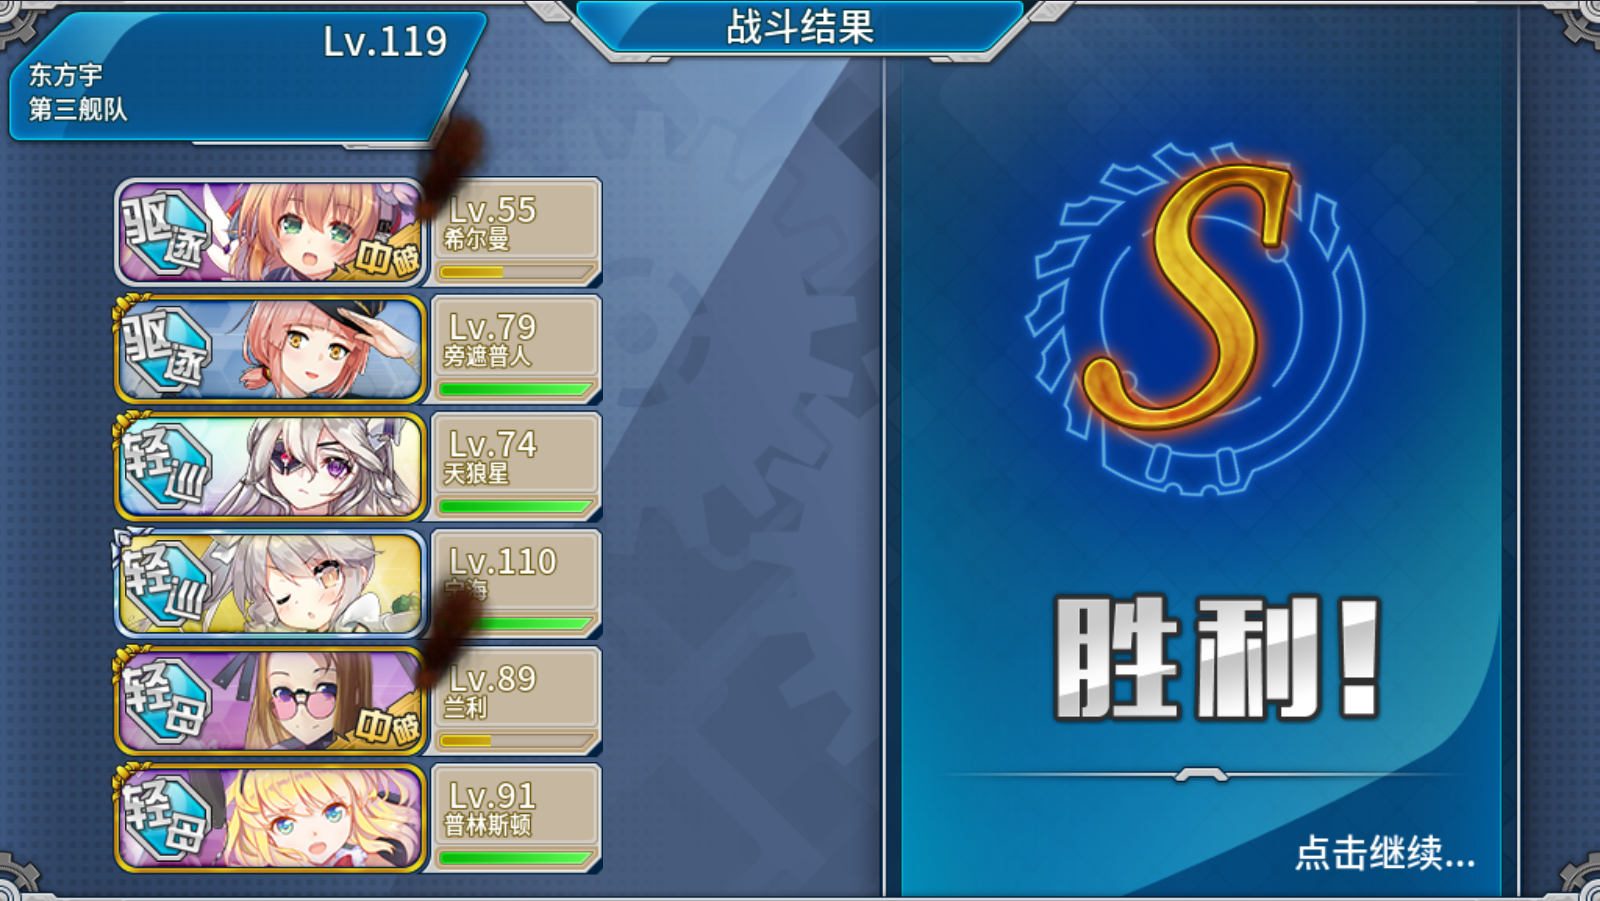 战斗结果
Lv.119
东方宇
第三舰队
驱逐
中破
Lv.55
希尔曼
驱逐
Lv.79
旁遮普人
轻巡
Lv.74
天狼星
轻巡
Lv.110
宁海
轻母
中破
Lv.89
兰利
轻母
Lv.91
普林斯顿
S
胜利!
点击继续...